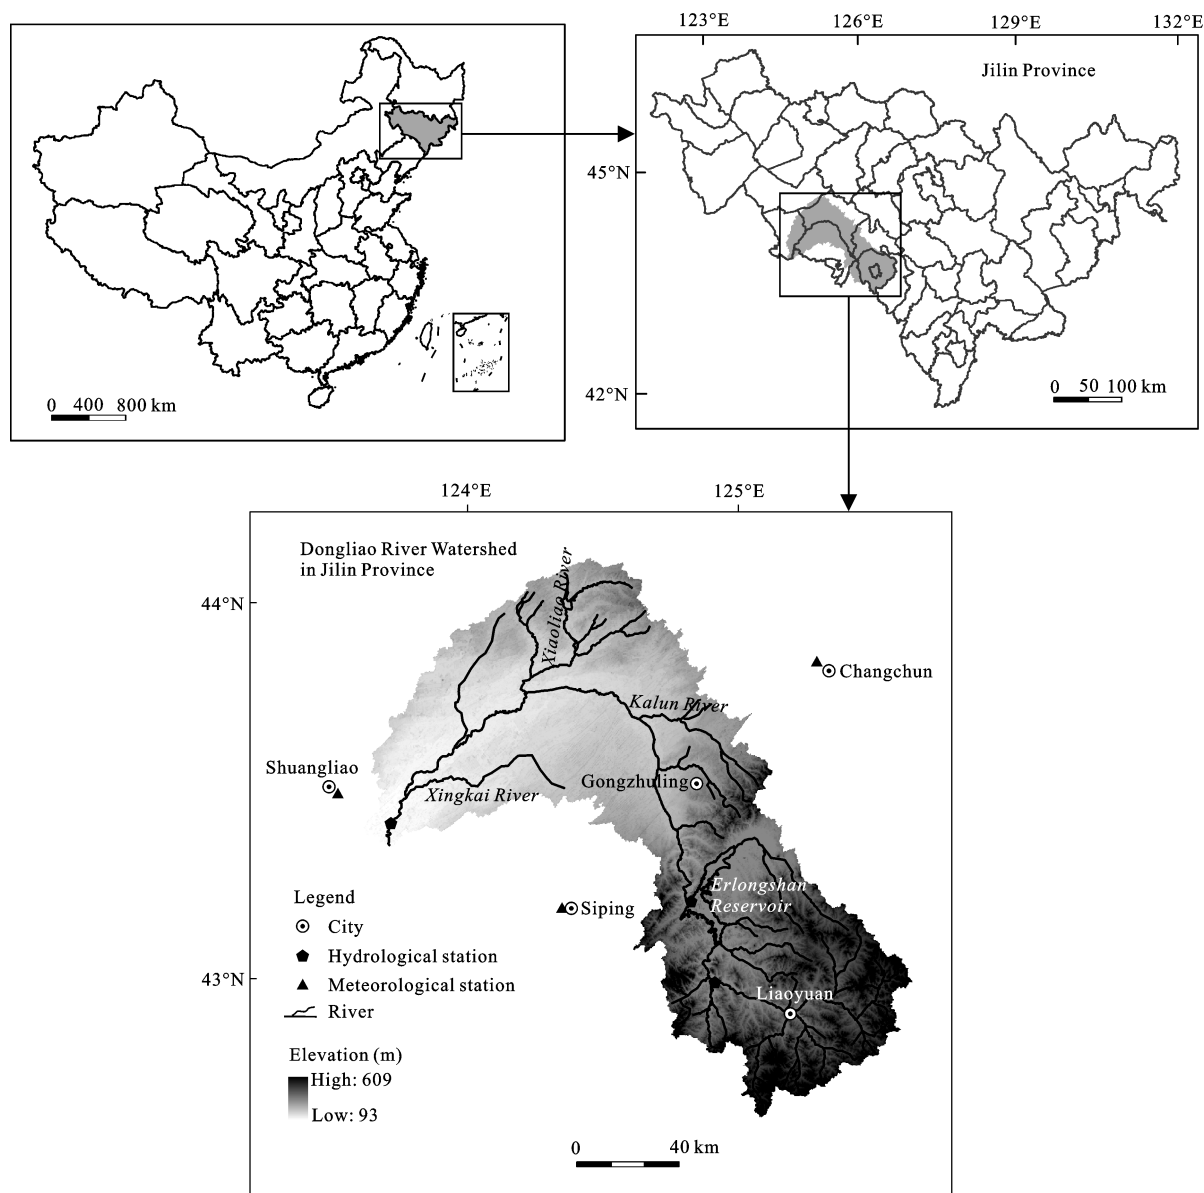 123°E 126°E 129°E 132°E
Jilin Province
45°N
42°N
0 400 800 km
0 50 100 km
124°E 125°E
Dongliao River Watershed
in Jilin Province
44°N
43°N
Xiaoliao River
Changchun
Kalun River
Shuangliao
Gongzhuling
Xingkai River
Erlongshan
Reservoir
Siping
Liaoyuan
Legend
City
Hydrological station
Meteorological station
River
Elevation (m)
High: 609
Low: 93
0 40 km